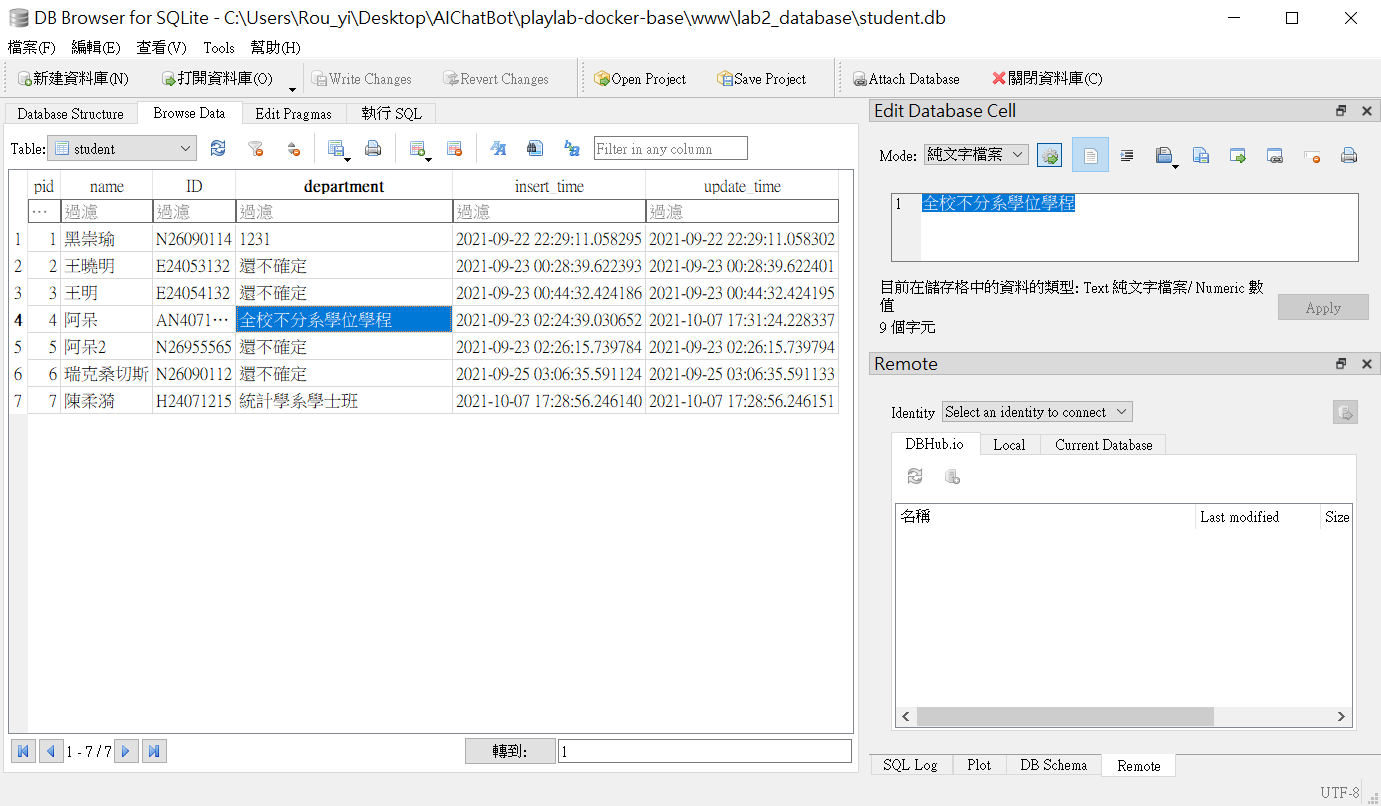 DB Browser for SQLite - C:\Users\Rou_yi\Desktop\AIChatBot\playlab-docker-base\www\lab2_database\student.db
檔案(F) 編輯(E) 查看(V) Tools 幫助(H)
新建資料庫(N) 打開資料庫(O) Write Changes Revert Changes Open Project Save Project Attach Database 關閉資料庫(C)
Database Structure Browse Data Edit Pragmas 執行 SQL
Table: student Filter in any column
pid name ID department insert_time update_time
… 過濾 過濾 過濾 過濾 過濾
1 1 黑崇瑜 N26090114 1231 2021-09-22 22:29:11.058295 2021-09-22 22:29:11.058302
2 2 王曉明 E24053132 還不確定 2021-09-23 00:28:39.622393 2021-09-23 00:28:39.622401
3 3 王明 E24054132 還不確定 2021-09-23 00:44:32.424186 2021-09-23 00:44:32.424195
4 4 阿呆 AN4071… 全校不分系學位學程 2021-09-23 02:24:39.030652 2021-10-07 17:31:24.228337
5 5 阿呆2 N26955565 還不確定 2021-09-23 02:26:15.739784 2021-09-23 02:26:15.739794
6 6 瑞克桑切斯 N26090112 還不確定 2021-09-25 03:06:35.591124 2021-09-25 03:06:35.591133
7 7 陳柔漪 H24071215 統計學系學士班 2021-10-07 17:28:56.246140 2021-10-07 17:28:56.246151
1 - 7 / 7 轉到: 1
Edit Database Cell
Mode: 純文字檔案
1 全校不分系學位學程
目前在儲存格中的資料的類型: Text 純文字檔案/ Numeric 數
值
9 個字元
Apply
Remote
Identity Select an identity to connect
DBHub.io Local Current Database
名稱 Last modified Size
SQL Log Plot DB Schema Remote
UTF-8